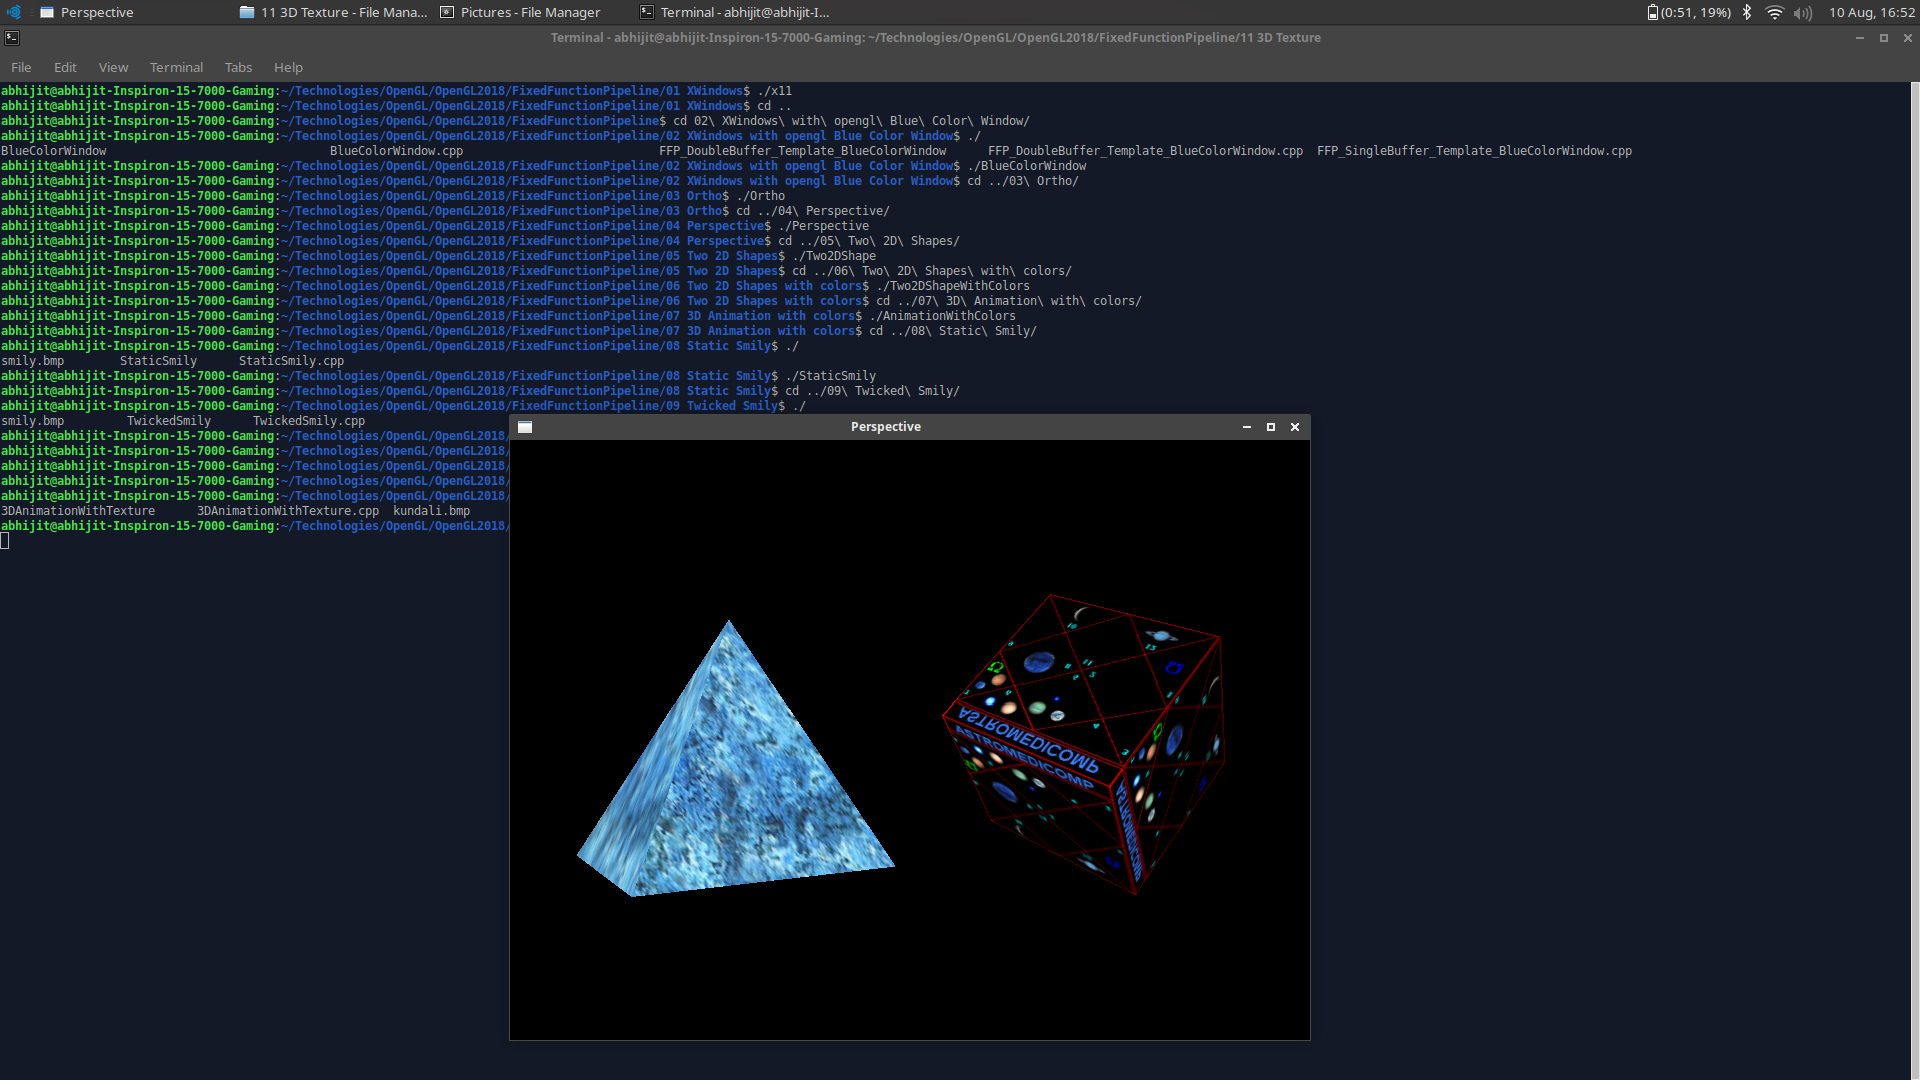 Perspective
11 3D Texture - File Mana...
Pictures - File Manager
Terminal - abhijit@abhijit-I...
(0:51, 19%)
10 Aug, 16:52
Terminal - abhijit@abhijit-Inspiron-15-7000-Gaming: ~/Technologies/OpenGL/OpenGL2018/FixedFunctionPipeline/11 3D Texture
File Edit View Terminal Tabs Help
abhijit@abhijit-Inspiron-15-7000-Gaming:~/Technologies/OpenGL/OpenGL2018/FixedFunctionPipeline/01 XWindows$ ./x11
abhijit@abhijit-Inspiron-15-7000-Gaming:~/Technologies/OpenGL/OpenGL2018/FixedFunctionPipeline/01 XWindows$ cd ..
abhijit@abhijit-Inspiron-15-7000-Gaming:~/Technologies/OpenGL/OpenGL2018/FixedFunctionPipeline$ cd 02\ XWindows\ with\ opengl\ Blue\ Color\ Window/
abhijit@abhijit-Inspiron-15-7000-Gaming:~/Technologies/OpenGL/OpenGL2018/FixedFunctionPipeline/02 XWindows with opengl Blue Color Window$ ./
BlueColorWindow BlueColorWindow.cpp FFP_DoubleBuffer_Template_BlueColorWindow FFP_DoubleBuffer_Template_BlueColorWindow.cpp FFP_SingleBuffer_Template_BlueColorWindow.cpp
abhijit@abhijit-Inspiron-15-7000-Gaming:~/Technologies/OpenGL/OpenGL2018/FixedFunctionPipeline/02 XWindows with opengl Blue Color Window$ ./BlueColorWindow
abhijit@abhijit-Inspiron-15-7000-Gaming:~/Technologies/OpenGL/OpenGL2018/FixedFunctionPipeline/02 XWindows with opengl Blue Color Window$ cd ../03\ Ortho/
abhijit@abhijit-Inspiron-15-7000-Gaming:~/Technologies/OpenGL/OpenGL2018/FixedFunctionPipeline/03 Ortho$ ./Ortho
abhijit@abhijit-Inspiron-15-7000-Gaming:~/Technologies/OpenGL/OpenGL2018/FixedFunctionPipeline/03 Ortho$ cd ../04\ Perspective/
abhijit@abhijit-Inspiron-15-7000-Gaming:~/Technologies/OpenGL/OpenGL2018/FixedFunctionPipeline/04 Perspective$ ./Perspective
abhijit@abhijit-Inspiron-15-7000-Gaming:~/Technologies/OpenGL/OpenGL2018/FixedFunctionPipeline/04 Perspective$ cd ../05\ Two\ 2D\ Shapes/
abhijit@abhijit-Inspiron-15-7000-Gaming:~/Technologies/OpenGL/OpenGL2018/FixedFunctionPipeline/05 Two 2D Shapes$ ./Two2DShape
abhijit@abhijit-Inspiron-15-7000-Gaming:~/Technologies/OpenGL/OpenGL2018/FixedFunctionPipeline/05 Two 2D Shapes$ cd ../06\ Two\ 2D\ Shapes\ with\ colors/
abhijit@abhijit-Inspiron-15-7000-Gaming:~/Technologies/OpenGL/OpenGL2018/FixedFunctionPipeline/06 Two 2D Shapes with colors$ ./Two2DShapeWithColors
abhijit@abhijit-Inspiron-15-7000-Gaming:~/Technologies/OpenGL/OpenGL2018/FixedFunctionPipeline/06 Two 2D Shapes with colors$ cd ../07\ 3D\ Animation\ with\ colors/
abhijit@abhijit-Inspiron-15-7000-Gaming:~/Technologies/OpenGL/OpenGL2018/FixedFunctionPipeline/07 3D Animation with colors$ ./AnimationWithColors
abhijit@abhijit-Inspiron-15-7000-Gaming:~/Technologies/OpenGL/OpenGL2018/FixedFunctionPipeline/07 3D Animation with colors$ cd ../08\ Static\ Smily/
abhijit@abhijit-Inspiron-15-7000-Gaming:~/Technologies/OpenGL/OpenGL2018/FixedFunctionPipeline/08 Static Smily$ ./
smily.bmp StaticSmily StaticSmily.cpp
abhijit@abhijit-Inspiron-15-7000-Gaming:~/Technologies/OpenGL/OpenGL2018/FixedFunctionPipeline/08 Static Smily$ ./StaticSmily
abhijit@abhijit-Inspiron-15-7000-Gaming:~/Technologies/OpenGL/OpenGL2018/FixedFunctionPipeline/08 Static Smily$ cd ../09\ Twicked\ Smily/
abhijit@abhijit-Inspiron-15-7000-Gaming:~/Technologies/OpenGL/OpenGL2018/FixedFunctionPipeline/09 Twicked Smily$ ./
smily.bmp TwickedSmily TwickedSmily.cpp
abhijit@abhijit-Inspiron-15-7000-Gaming:~/Technologies/OpenGL/OpenGL2018/
abhijit@abhijit-Inspiron-15-7000-Gaming:~/Technologies/OpenGL/OpenGL2018/
abhijit@abhijit-Inspiron-15-7000-Gaming:~/Technologies/OpenGL/OpenGL2018/
abhijit@abhijit-Inspiron-15-7000-Gaming:~/Technologies/OpenGL/OpenGL2018/
abhijit@abhijit-Inspiron-15-7000-Gaming:~/Technologies/OpenGL/OpenGL2018/
3DAnimationWithTexture 3DAnimationWithTexture.cpp kundali.bmp
abhijit@abhijit-Inspiron-15-7000-Gaming:~/Technologies/OpenGL/OpenGL2018/
Perspective
ASTROMEDICOMP
ASTROMEDICOMP
ASTROMEDICOMP